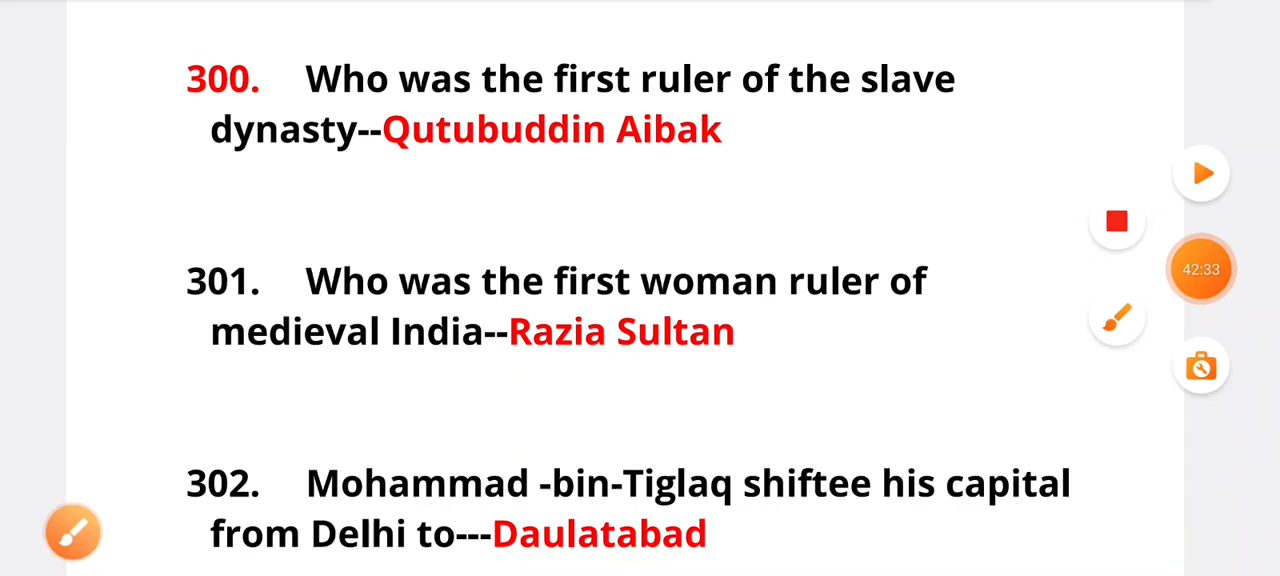 300. Who was the first ruler of the slave
dynasty--Qutubuddin Aibak
42:33
301. Who was the first woman ruler of
medieval India--Razia Sultan
302. Mohammad -bin-Tiglaq shiftee his capital
from Delhi to---Daulatabad